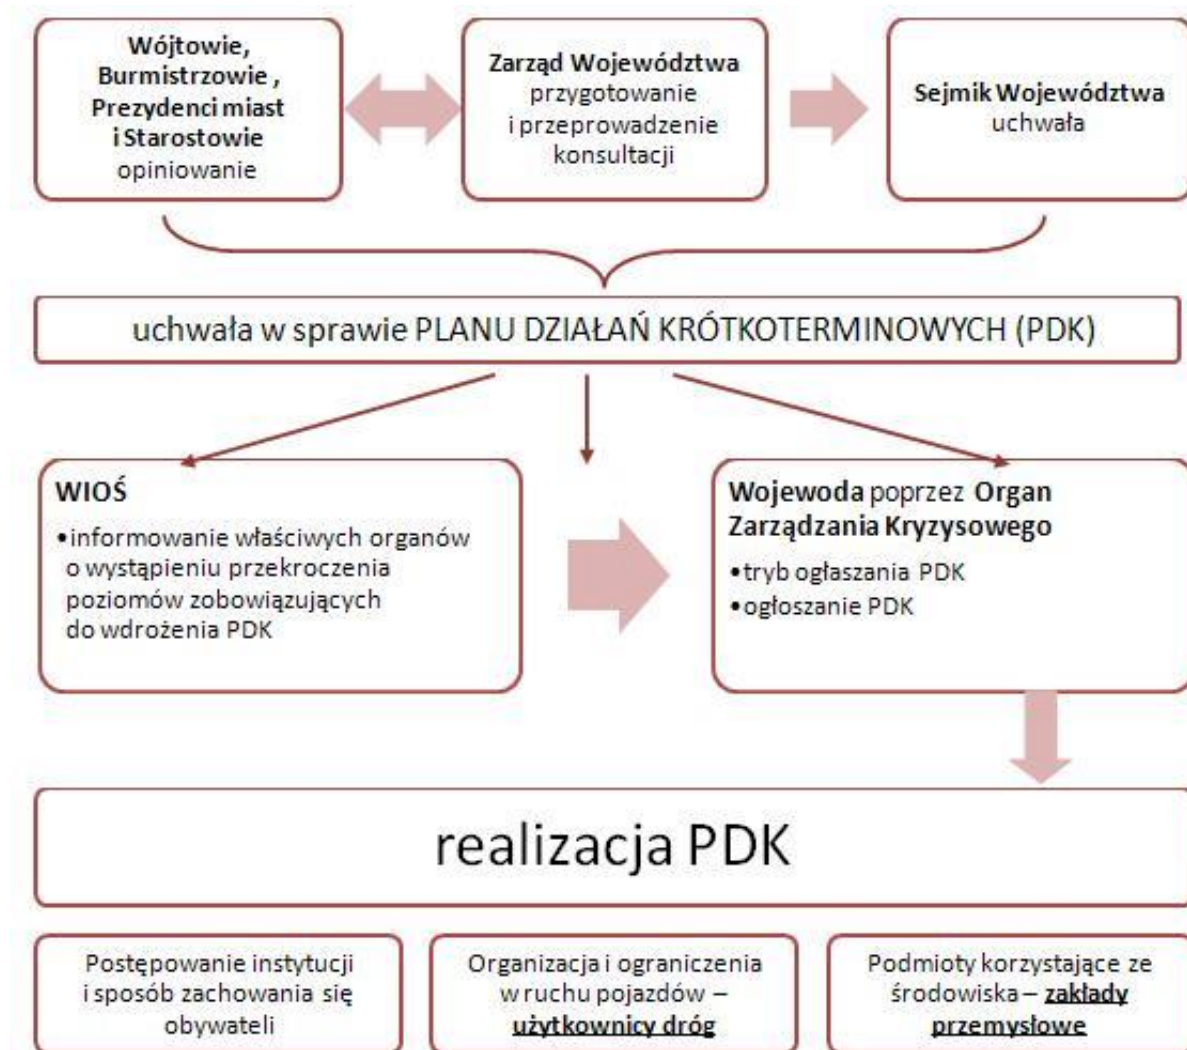 Wójtowie,
Burmistrzowie ,
Prezydenci miast
i Starostowie
opiniowanie
Zarząd Województwa
przygotowanie
i przeprowadzenie
konsultacji
Sejmik Województwa
uchwała
uchwała w sprawie PLANU DZIAŁAŃ KRÓTKOTERMINOWYCH (PDK)
WIOŚ
•informowanie właściwych organów
o wystąpieniu przekroczenia
poziomów zobowiązujących
do wdrożenia PDK
Wojewoda poprzez Organ
Zarządzania Kryzysowego
•tryb ogłaszania PDK
•ogłoszanie PDK
realizacja PDK
Postępowanie instytucji
i sposób zachowania się
obywateli
Organizacja i ograniczenia
w ruchu pojazdów –
użytkownicy dróg
Podmioty korzystające ze
środowiska – zakłady
przemysłowe